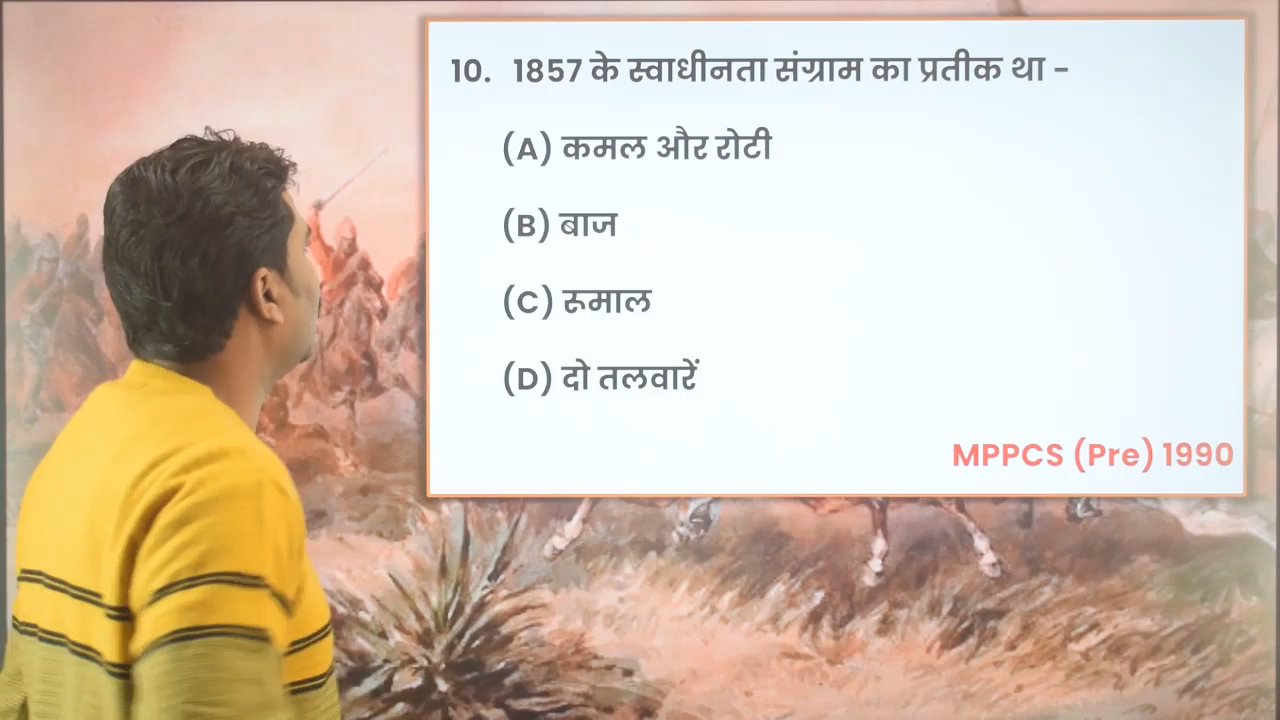 10. 1857 के स्वाधीनता संग्राम का प्रतीक था -
(A) कमल और रोटी
(B) बाज
(C) रूमाल
(D) दो तलवारें
MPPCS (Pre) 1990